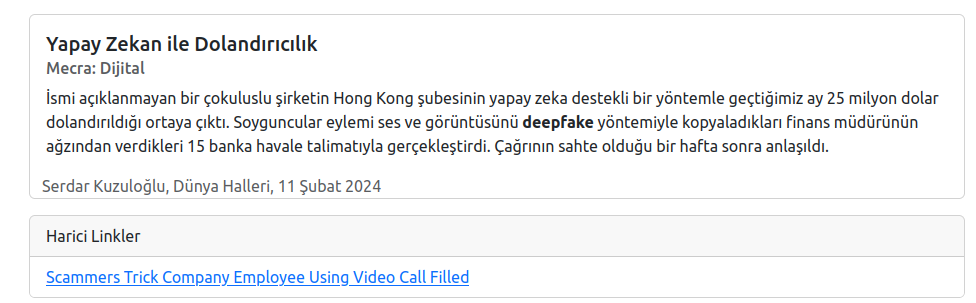 Yapay Zekan ile Dolandırıcılık
Mecra: Dijital
İsmi açıklanmayan bir çokuluslu şirketin Hong Kong şubesinin yapay zeka destekli bir yöntemle geçtiğimiz ay 25 milyon dolar
dolandırıldığı ortaya çıktı. Soyguncular eylemi ses ve görüntüsünü deepfake yöntemiyle kopyaladıkları finans müdürünün
ağzından verdikleri 15 banka havale talimatıyla gerçekleştirdi. Çağrının sahte olduğu bir hafta sonra anlaşıldı.
Serdar Kuzuloğlu, Dünya Halleri, 11 Şubat 2024
Harici Linkler
Scammers Trick Company Employee Using Video Call Filled